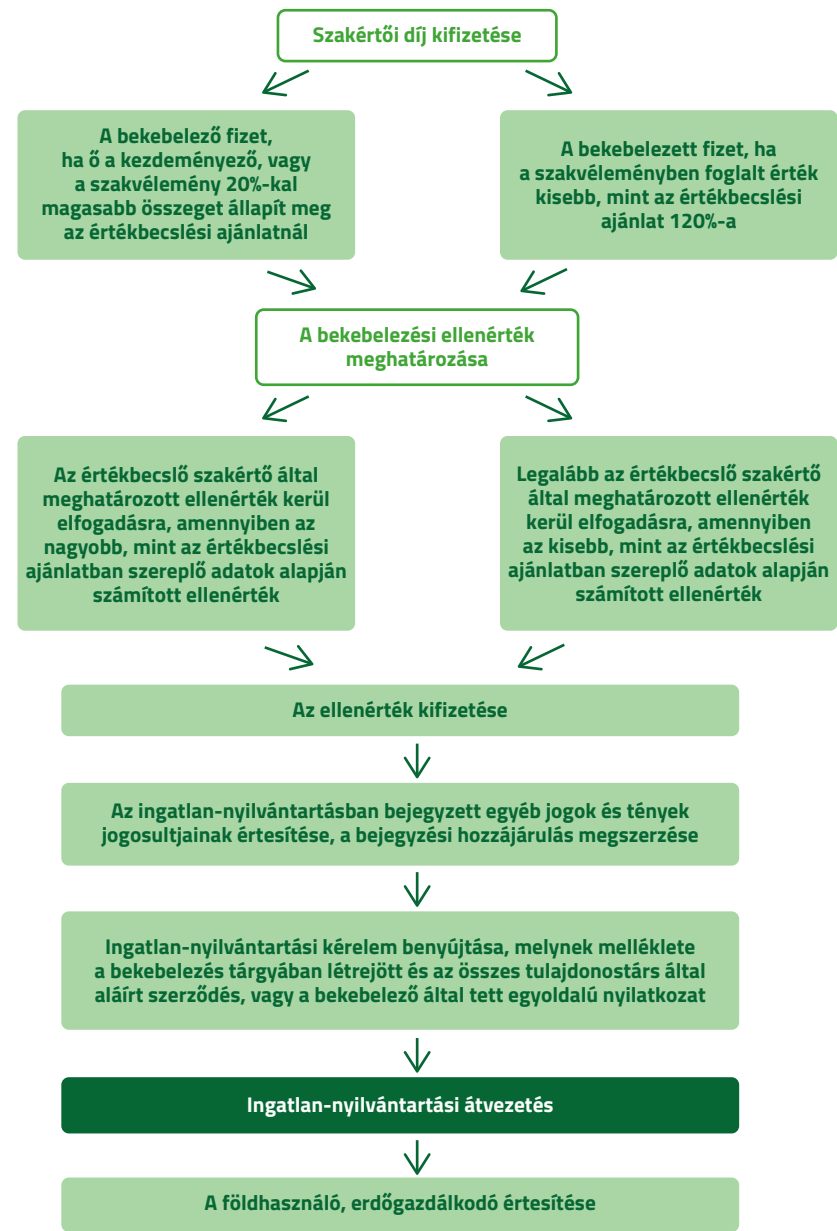 Szakértői díj kifizetése
A bekebelező fizet,
ha ő a kezdeményező, vagy
a szakvélemény 20%-kal
magasabb összeget állapít meg
az értékbecslési ajánlatnál
A bekebelezett fizet, ha
a szakvéleményben foglalt érték
kisebb, mint az értékbecslési
ajánlat 120%-a
A bekebelezési ellenérték
meghatározása
Az értékbecslő szakértő által
meghatározott ellenérték kerül
elfogadásra, amennyiben az
nagyobb, mint az értékbecslési
ajánlatban szereplő adatok alapján
számított ellenérték
Legalább az értékbecslő szakértő
által meghatározott ellenérték
kerül elfogadásra, amennyiben
az kisebb, mint az értékbecslési
ajánlatban szereplő adatok alapján
számított ellenérték
Az ellenérték kifizetése
Az ingatlan-nyilvántartásban bejegyzett egyéb jogok és tények
jogosultjainak értesítése, a bejegyzési hozzájárulás megszerzése
Ingatlan-nyilvántartási kérelem benyújtása, melynek melléklete
a bekebelezés tárgyában létrejött és az összes tulajdonostárs által
aláírt szerződés, vagy a bekebelező által tett egyoldalú nyilatkozat
Ingatlan-nyilvántartási átvezetés
A földhasználó, erdőgazdálkodó értesítése